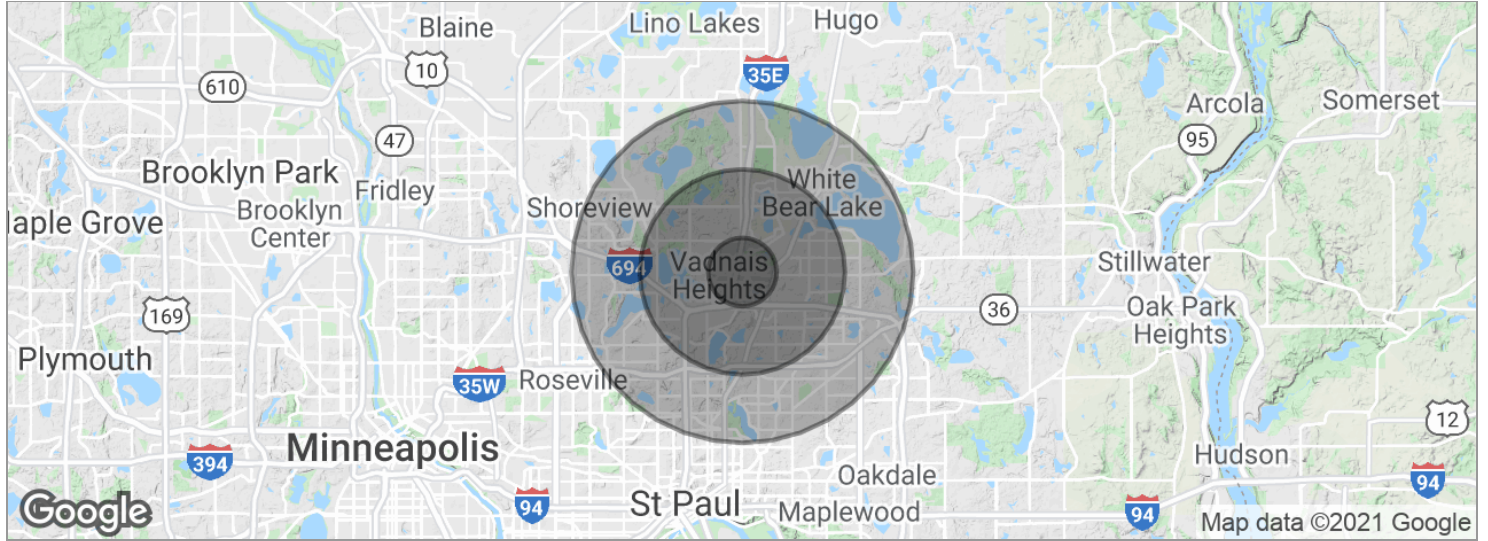 Blaine
Lino Lakes
Hugo
10
35E
610
Arcola
Somerset
47
95
Brooklyn Park
Fridley
White
Bear Lake
Shoreview
Brooklyn
Center
aple Grove
694
Vadnais
Heights
Stillwater
169
36
Oak Park
Heights
Plymouth
35W
Roseville
12
Minneapolis
394
Hudson
Oakdale
94
St Paul
Maplewood
94
94
Google
Map data ©2021 Google